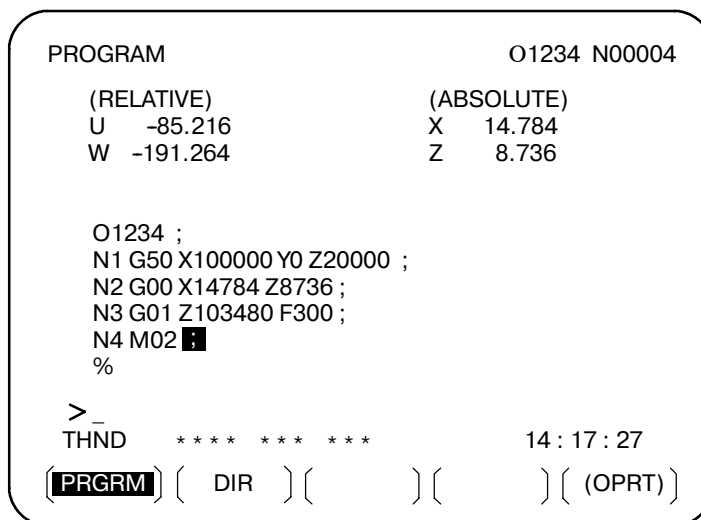 PROGRAM O1234 N00004
(RELATIVE) (ABSOLUTE)
U -85.216 X 14.784
W -191.264 Z 8.736
O1234 ;
N1 G50 X100000 Y0 Z20000 ;
N2 G00 X14784 Z8736 ;
N3 G01 Z103480 F300 ;
N4 M02 ;
%
>_
THND * * * * * * * * * * 14 : 17 : 27
[PRGRM] [ DIR ] [ ] [ ] [ (OPRT) ]